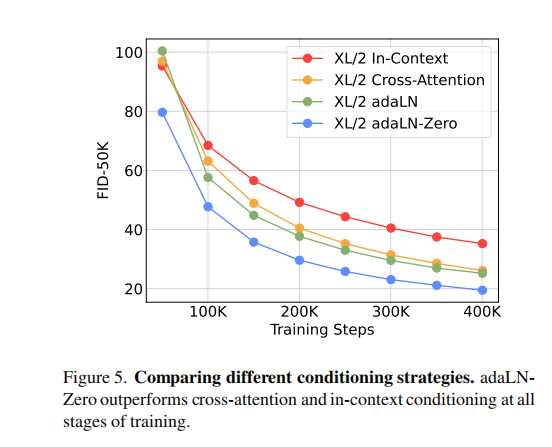 100
80
60
40
20
FID-50K
XL/2 In-Context
XL/2 Cross-Attention
XL/2 adaLN
XL/2 adaLN-Zero
100K 200K 300K 400K
Training Steps
Figure 5. Comparing different conditioning strategies. adaLN-
Zero outperforms cross-attention and in-context conditioning at all
stages of training.